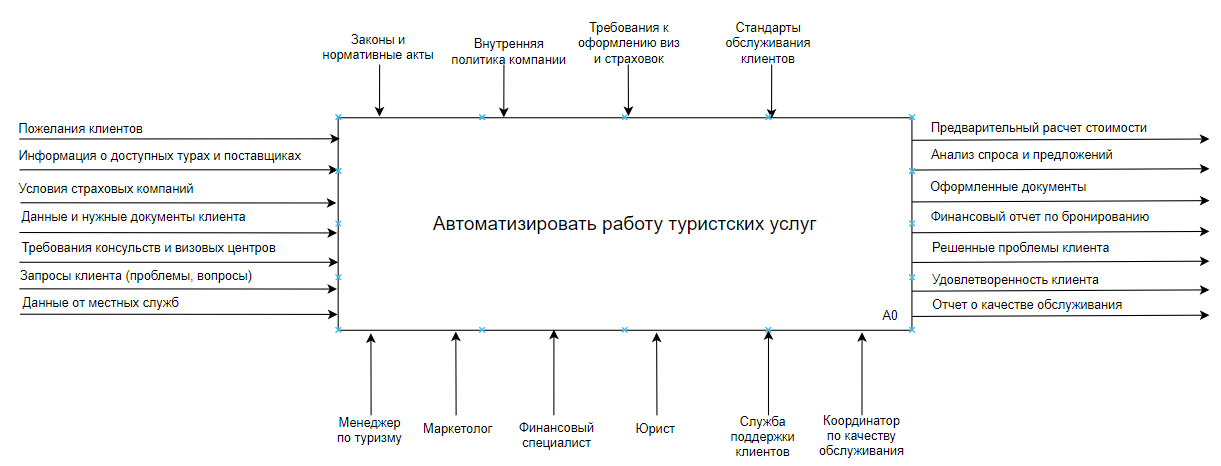 Законы и
нормативные акты
Внутренняя
политика компании
Требования к
оформлению виз
и страховок
Стандарты
обслуживания
клиентов
Пожелания клиентов
Информация о доступных турах и поставщиках
Условия страховых компаний
Данные и нужные документы клиента
Требования консульств и визовых центров
Запросы клиента (проблемы, вопросы)
Данные от местных служб
Автоматизировать работу туристских услуг
A0
Предварительный расчет стоимости
Анализ спроса и предложений
Оформленные документы
Финансовый отчет по бронированию
Решенные проблемы клиента
Удовлетворенность клиента
Отчет о качестве обслуживания
Менеджер
по туризму
Маркетолог
Финансовый
специалист
Юрист
Служба
поддержки
клиентов
Координатор
по качеству
обслуживания